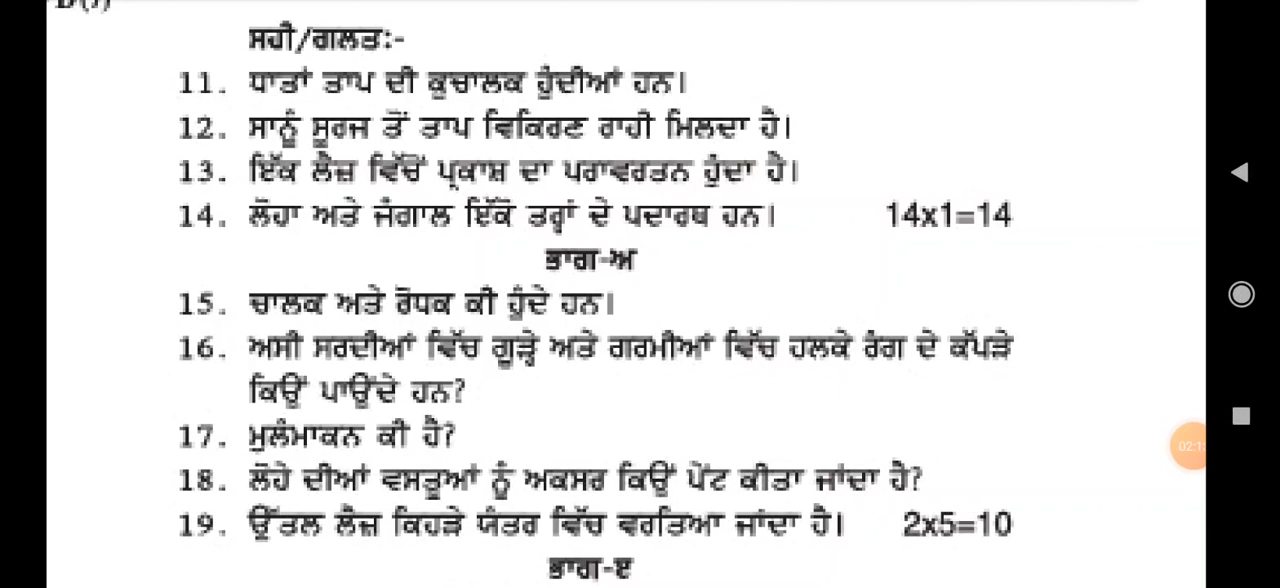 ਸਹੀ/ਗਲਤ:-
11. ਧਾਤਾਂ ਤਾਪ ਦੀ ਕੁਚਾਲਕ ਹੁੰਦੀਆਂ ਹਨ।
12. ਸਾਨੂੰ ਸੂਰਜ ਤੋਂ ਤਾਪ ਵਿਕਿਰਣ ਰਾਹੀ ਮਿਲਦਾ ਹੈ।
13. ਇੱਕ ਲੈਂਜ਼ ਵਿੱਚੋਂ ਪ੍ਰਕਾਸ਼ ਦਾ ਪਰਾਵਰਤਨ ਹੁੰਦਾ ਹੈ।
14. ਲੋਹਾ ਅਤੇ ਜੰਗਾਲ ਇੱਕੋ ਤਰ੍ਹਾਂ ਦੇ ਪਦਾਰਥ ਹਨ। 14x1=14
ਭਾਗ-ਅ
15. ਚਾਲਕ ਅਤੇ ਰੋਧਕ ਕੀ ਹੁੰਦੇ ਹਨ।
16. ਅਸੀ ਸਰਦੀਆਂ ਵਿੱਚ ਗੂੜ੍ਹੇ ਅਤੇ ਗਰਮੀਆਂ ਵਿੱਚ ਹਲਕੇ ਰੰਗ ਦੇ ਕੱਪੜੇ
ਕਿਉਂ ਪਾਉਂਦੇ ਹਨ?
17. ਮੁਲੰਮਾਕਨ ਕੀ ਹੈ?
18. ਲੋਹੇ ਦੀਆਂ ਵਸਤੂਆਂ ਨੂੰ ਅਕਸਰ ਕਿਉਂ ਪੇਂਟ ਕੀਤਾ ਜਾਂਦਾ ਹੈ?
19. ਉੱਤਲ ਲੈਂਜ਼ ਕਿਹੜੇ ਯੰਤਰ ਵਿੱਚ ਵਰਤਿਆ ਜਾਂਦਾ ਹੈ। 2x5=10
ਭਾਗ-ੲ